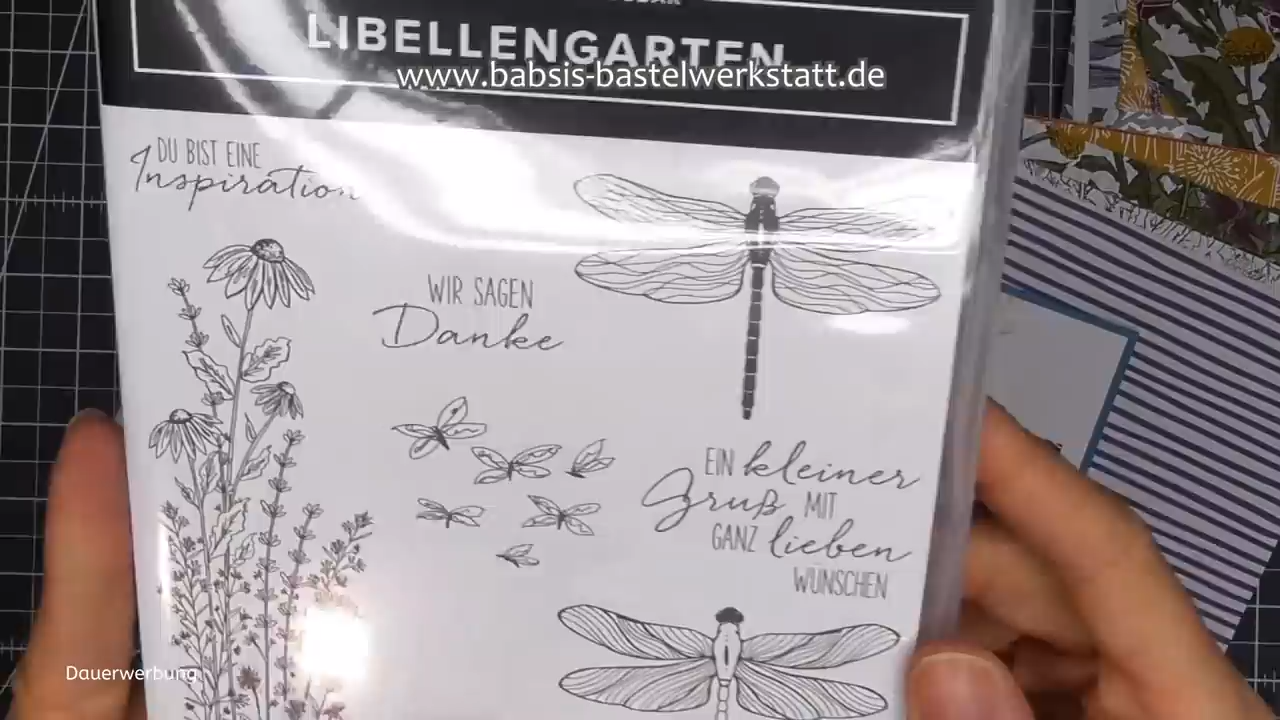 LIBELLENGARTEN
www.babsis-bastelwerkstatt.de
DU BIST EINE
Inspiration
WIR SAGEN
Danke
EIN kleiner
Gruß MIT
GANZ lieben
WÜNSCHEN
Dauerwerbung